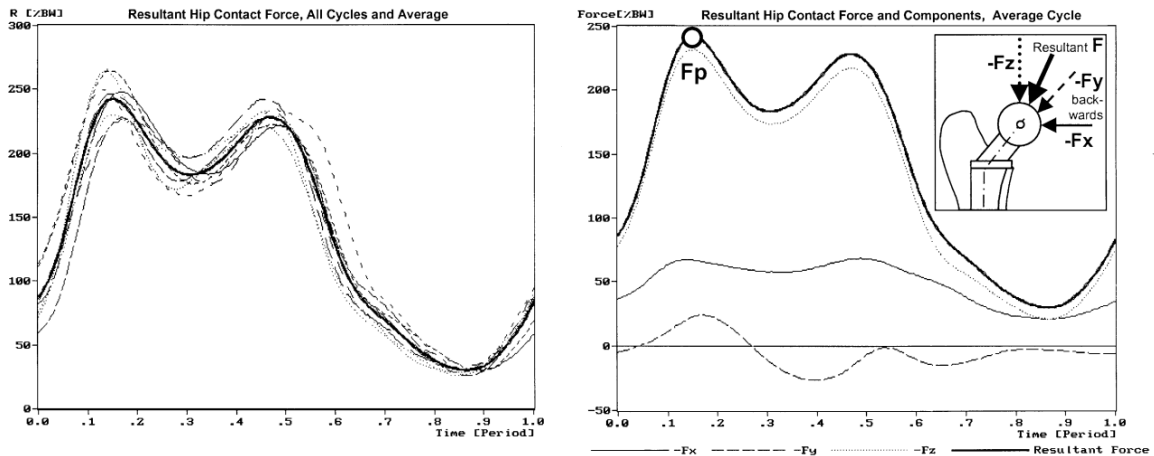 R [%BW] Resultant Hip Contact Force, All Cycles and Average
300
250
200
150
100
50
0
0.0 .1 .2 .3 .4 .5 .6 .7 .8 .9 1.0
Time [Period]
Force[%BW] Resultant Hip Contact Force and Components, Average Cycle
250
200
150
100
50
0
-50
Fp
Resultant F
-Fz
-Fy
back-
wards
-Fx
0.0 .1 .2 .3 .4 .5 .6 .7 .8 .9 1.0
Time [Period]
-Fx -Fy -Fz Resultant Force